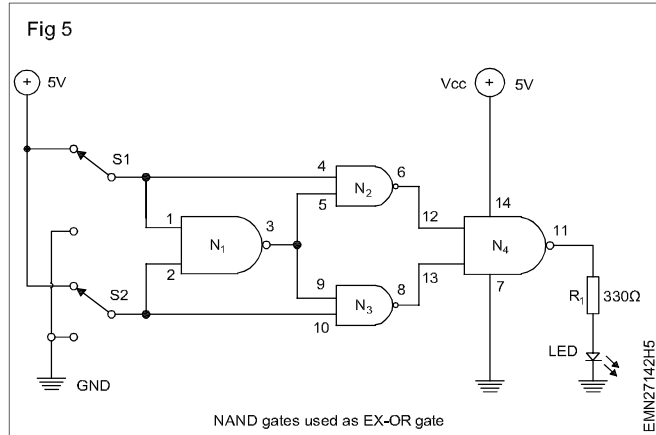 Fig 5
5V
Vcc
5V
S1
4
6
N2
5
1
3
12
14
11
N1
N4
2
9
8
13
7
S2
N3
10
R1
330Ω
LED
GND
NAND gates used as EX-OR gate
EMN27142H5